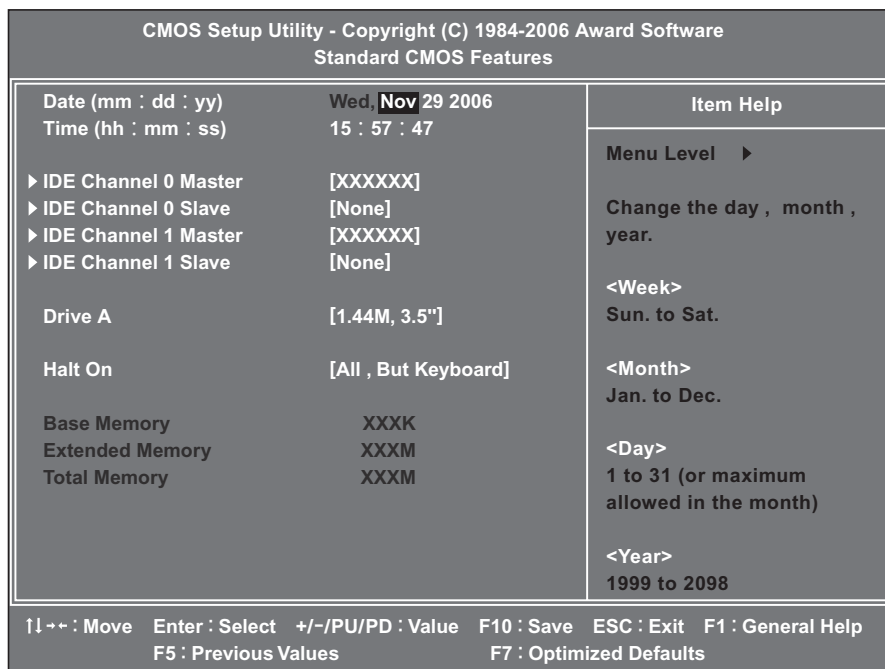 CMOS Setup Utility - Copyright (C) 1984-2006 Award Software
Standard CMOS Features
Date (mm : dd : yy) Wed, Nov 29 2006
Time (hh : mm : ss) 15 : 57 : 47
▶ IDE Channel 0 Master [XXXXXX]
▶ IDE Channel 0 Slave [None]
▶ IDE Channel 1 Master [XXXXXX]
▶ IDE Channel 1 Slave [None]
Drive A [1.44M, 3.5"]
Halt On [All , But Keyboard]
Base Memory XXXK
Extended Memory XXXM
Total Memory XXXM
Item Help
Menu Level ▶
Change the day , month ,
year.
<Week>
Sun. to Sat.
<Month>
Jan. to Dec.
<Day>
1 to 31 (or maximum
allowed in the month)
<Year>
1999 to 2098
↑↓→← : Move Enter : Select +/-/PU/PD : Value F10 : Save ESC : Exit F1 : General Help
F5 : Previous Values F7 : Optimized Defaults